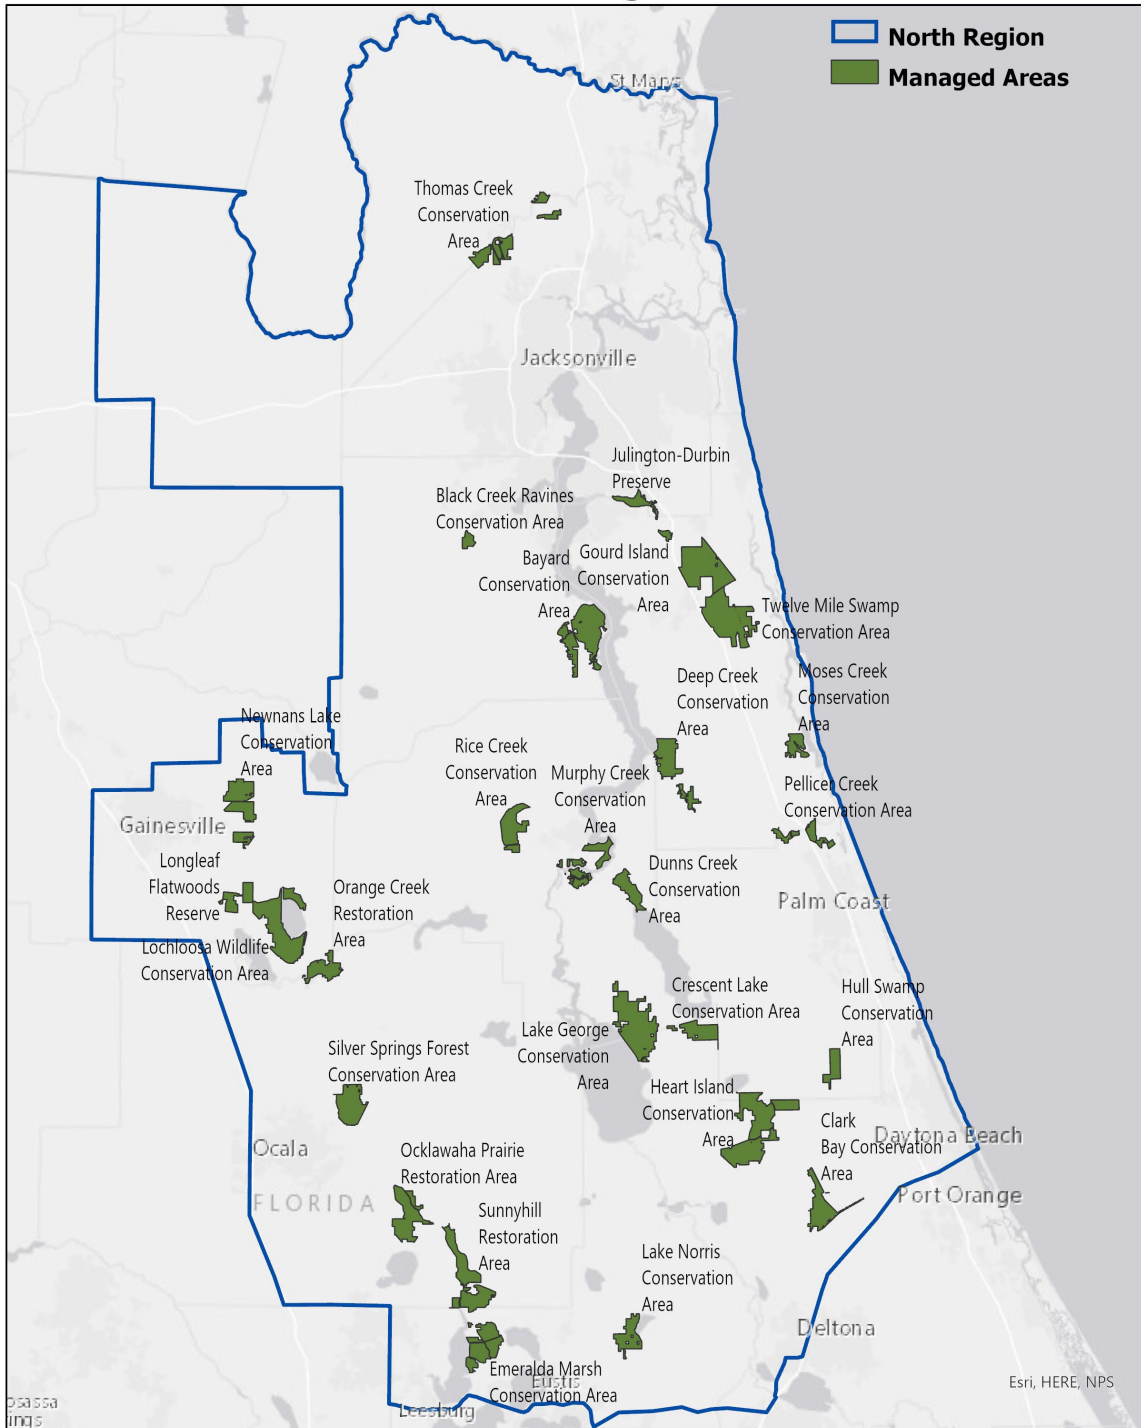 North Region
Managed Areas
St Marys
Thomas Creek
Conservation
Area
Jacksonville
Julington-Durbin
Preserve
Black Creek Ravines
Conservation Area
Bayard
Conservation
Area
Gourd Island
Conservation
Area
Twelve Mile Swamp
Conservation Area
Deep Creek
Conservation
Area
Moses Creek
Conservation
Area
Newnans Lake
Conservation
Area
Rice Creek
Conservation
Area
Murphy Creek
Conservation
Area
Pellicer Creek
Conservation Area
Gainesville
Longleaf
Flatwoods
Reserve
Orange Creek
Restoration
Area
Dunns Creek
Conservation
Area
Palm Coast
Lochloosa Wildlife
Conservation Area
Crescent Lake
Conservation Area
Hull Swamp
Conservation
Area
Lake George
Conservation
Area
Silver Springs Forest
Conservation Area
Heart Island
Conservation
Area
Clark
Bay Conservation
Area
Daytona Beach
Ocala
Ocklawaha Prairie
Restoration Area
Port Orange
FLORIDA
Sunnyhill
Restoration
Area
Lake Norris
Conservation
Area
Deltona
Emeralda Marsh
Conservation Area
Eustis
Leesburg
Esri, HERE, NPS
osassa
ings